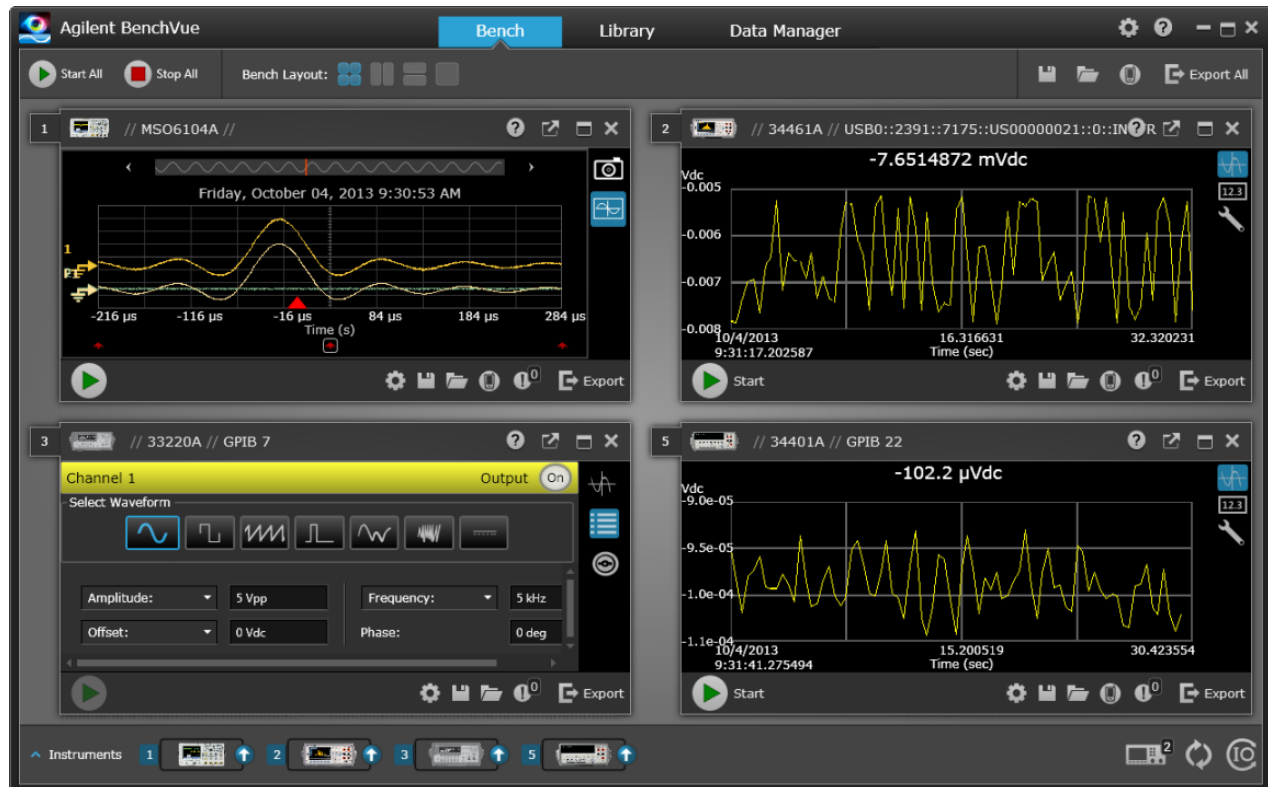 Agilent BenchVue
Bench Library Data Manager
Start All Stop All Bench Layout: Export All
1 // MSO6104A //
Friday, October 04, 2013 9:30:53 AM
1
-216 µs -116 µs -16 µs 84 µs 184 µs 284 µs
Time (s)
0 Export
2 // 34461A // USB0::2391::7175::US00000021::0::IN R
-7.6514872 mVdc
Vdc
-0.005
12.3
-0.006
-0.007
-0.008
10/4/2013 16.316631 32.320231
9:31:17.202587 Time (sec)
Start 0 Export
3 // 33220A // GPIB 7
Channel 1 Output On
Select Waveform
Amplitude: 5 Vpp Frequency: 5 kHz
Offset: 0 Vdc Phase: 0 deg
0 Export
5 // 34401A // GPIB 22
-102.2 µVdc
Vdc
-9.0e-05
12.3
-9.5e-05
-1.0e-04
-1.1e-04
10/4/2013 15.200519 30.423554
9:31:41.275494 Time (sec)
Start 0 Export
Instruments 1 2 3 5 2 IO